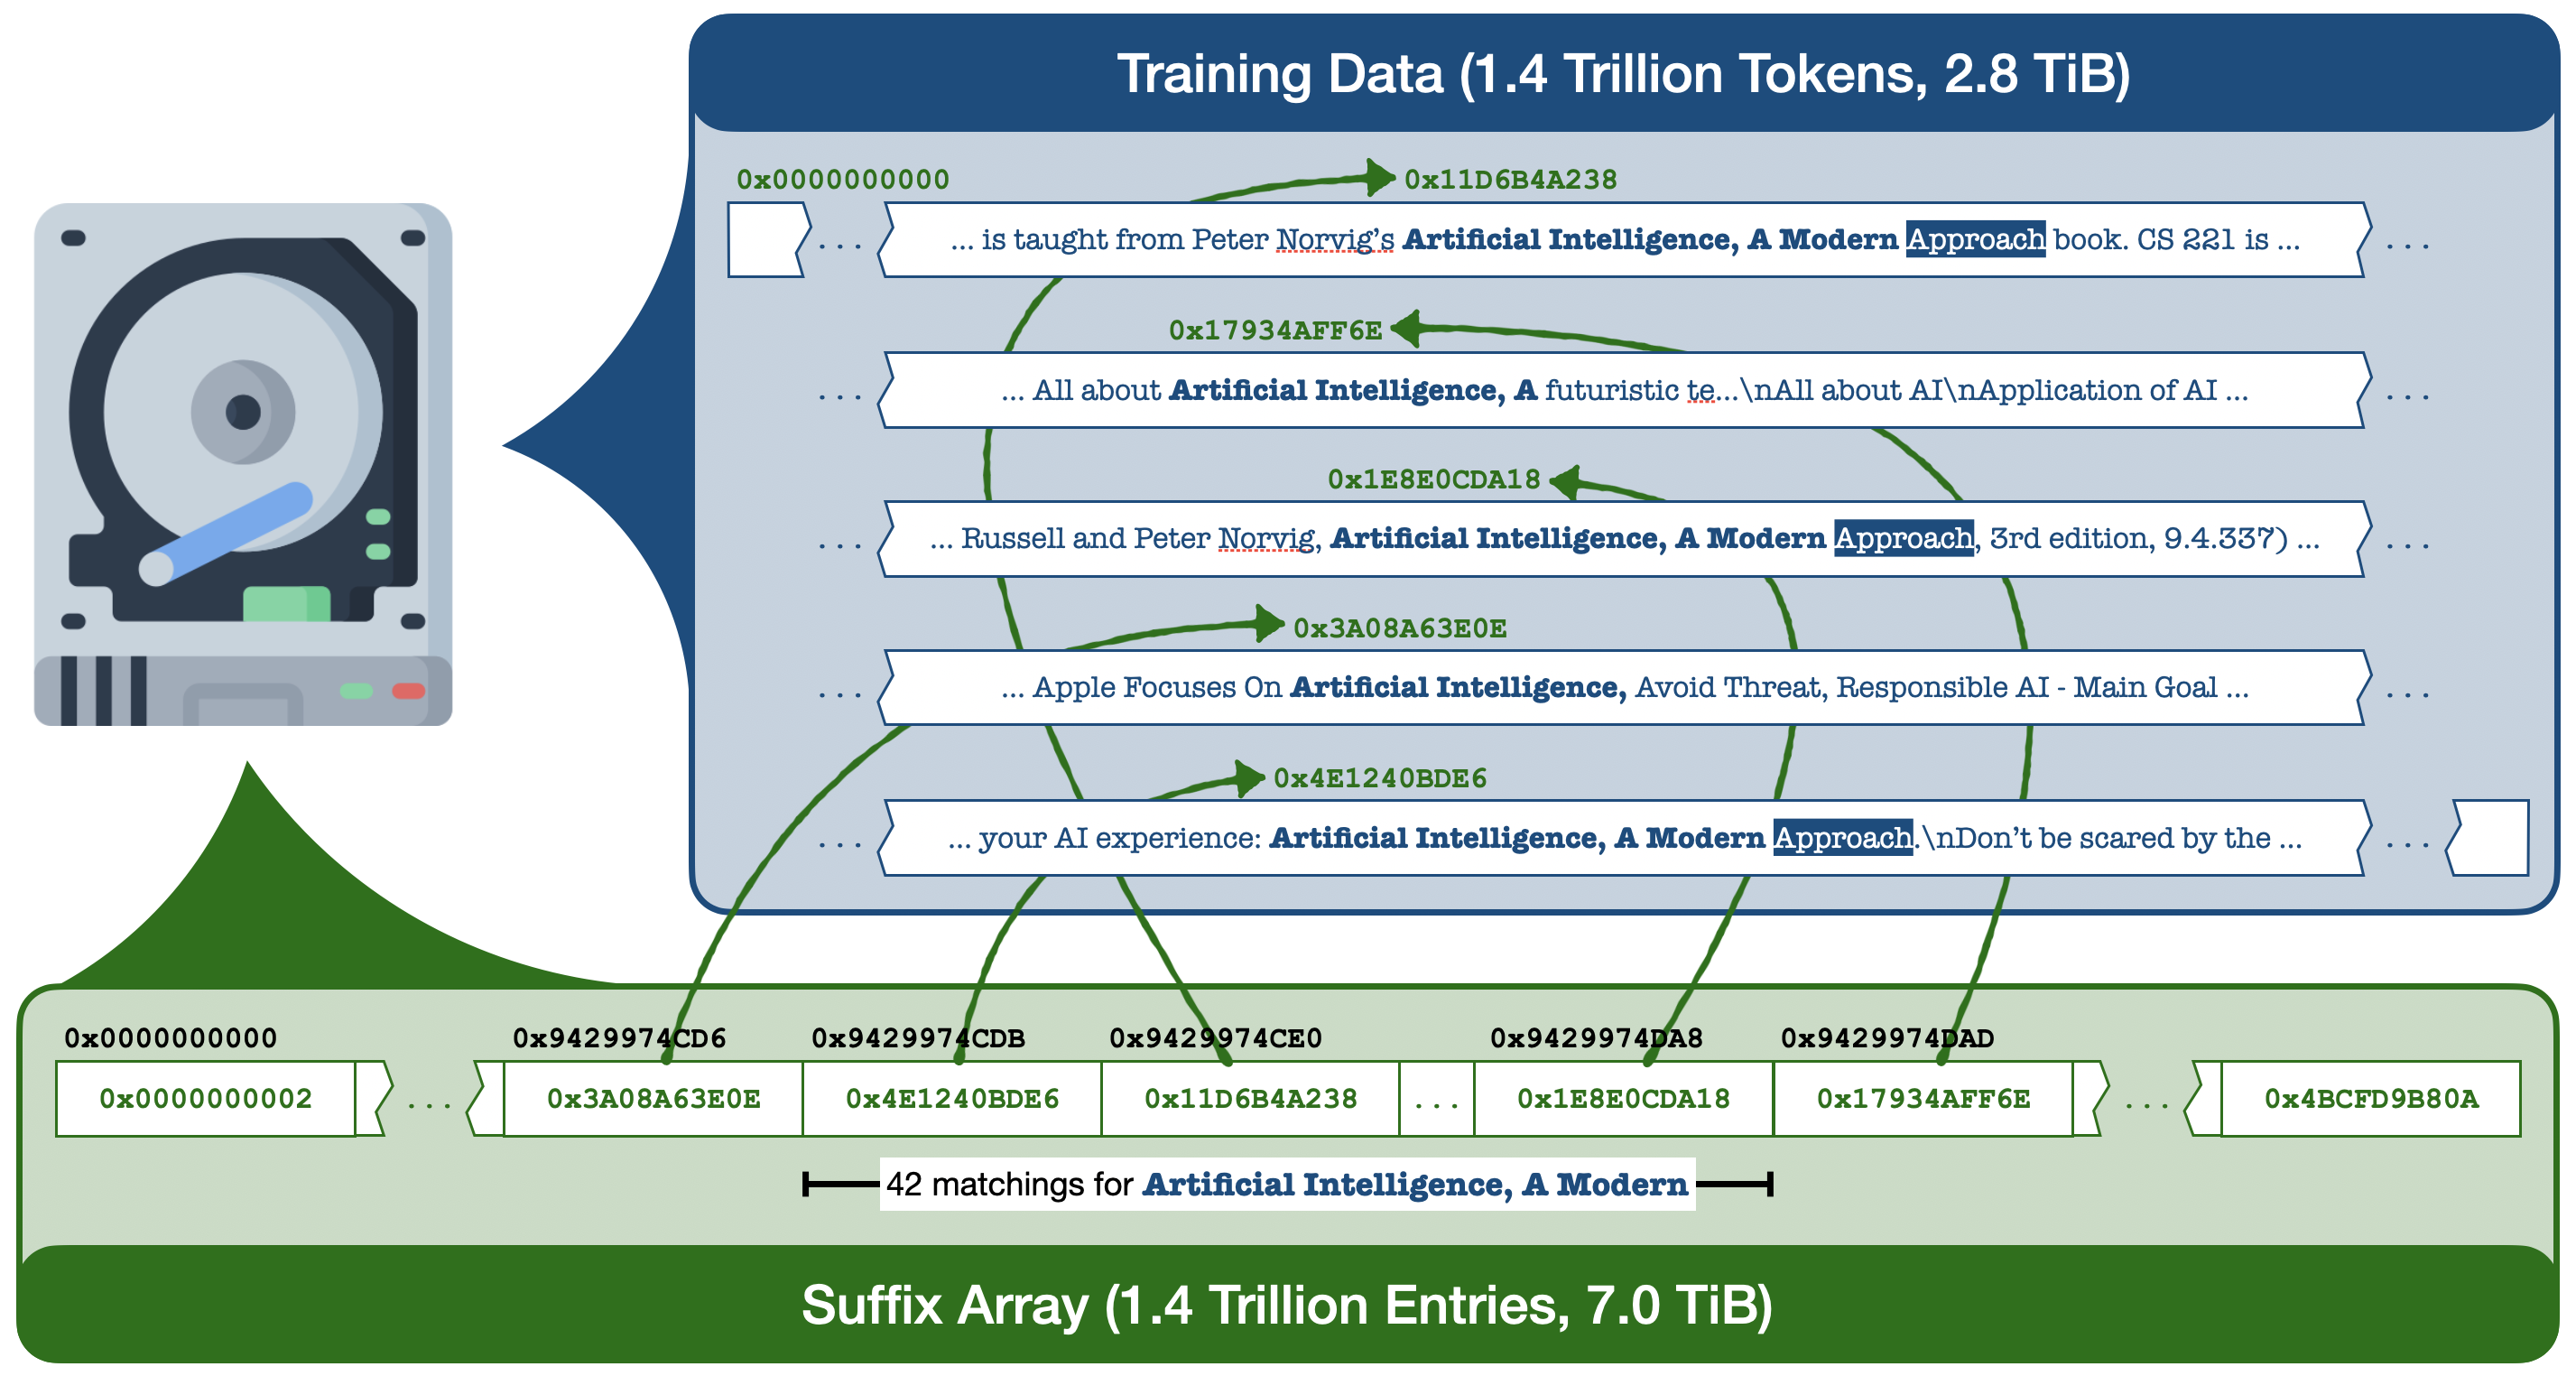 Training Data (1.4 Trillion Tokens, 2.8 TiB)
0x0000000000 0x11D6B4A238
... ... is taught from Peter Norvig’s Artificial Intelligence, A Modern Approach book. CS 221 is ... ...
0x17934AFF6E
... ... All about Artificial Intelligence, A futuristic te...\nAll about AI\nApplication of AI ... ...
0x1E8E0CDA18
... ... Russell and Peter Norvig, Artificial Intelligence, A Modern Approach, 3rd edition, 9.4.337) ... ...
0x3A08A63E0E
... ... Apple Focuses On Artificial Intelligence, Avoid Threat, Responsible AI - Main Goal ... ...
0x4E1240BDE6
... ... your AI experience: Artificial Intelligence, A Modern Approach.\nDon’t be scared by the ... ...
0x0000000000 0x9429974CD6 0x9429974CDB 0x9429974CE0 0x9429974DA8 0x9429974DAD
0x0000000002 ... 0x3A08A63E0E 0x4E1240BDE6 0x11D6B4A238 ... 0x1E8E0CDA18 0x17934AFF6E ... 0x4BCFD9B80A
42 matchings for Artificial Intelligence, A Modern
Suffix Array (1.4 Trillion Entries, 7.0 TiB)